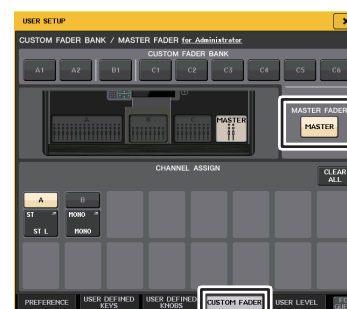 USER SETUP
CUSTOM FADER BANK / MASTER FADER for Administrator
CUSTOM FADER BANK
A1 A2 B1 C1 C2 C3 C4 C5 C6
MASTER FADER
A B C MASTER
MASTER
CHANNEL ASSIGN
CLEAR ALL
A B
ST MONO
ST L MONO
PREFERENCE USER DEFINED KEYS USER DEFINED KNOBS CUSTOM FADER USER LEVEL